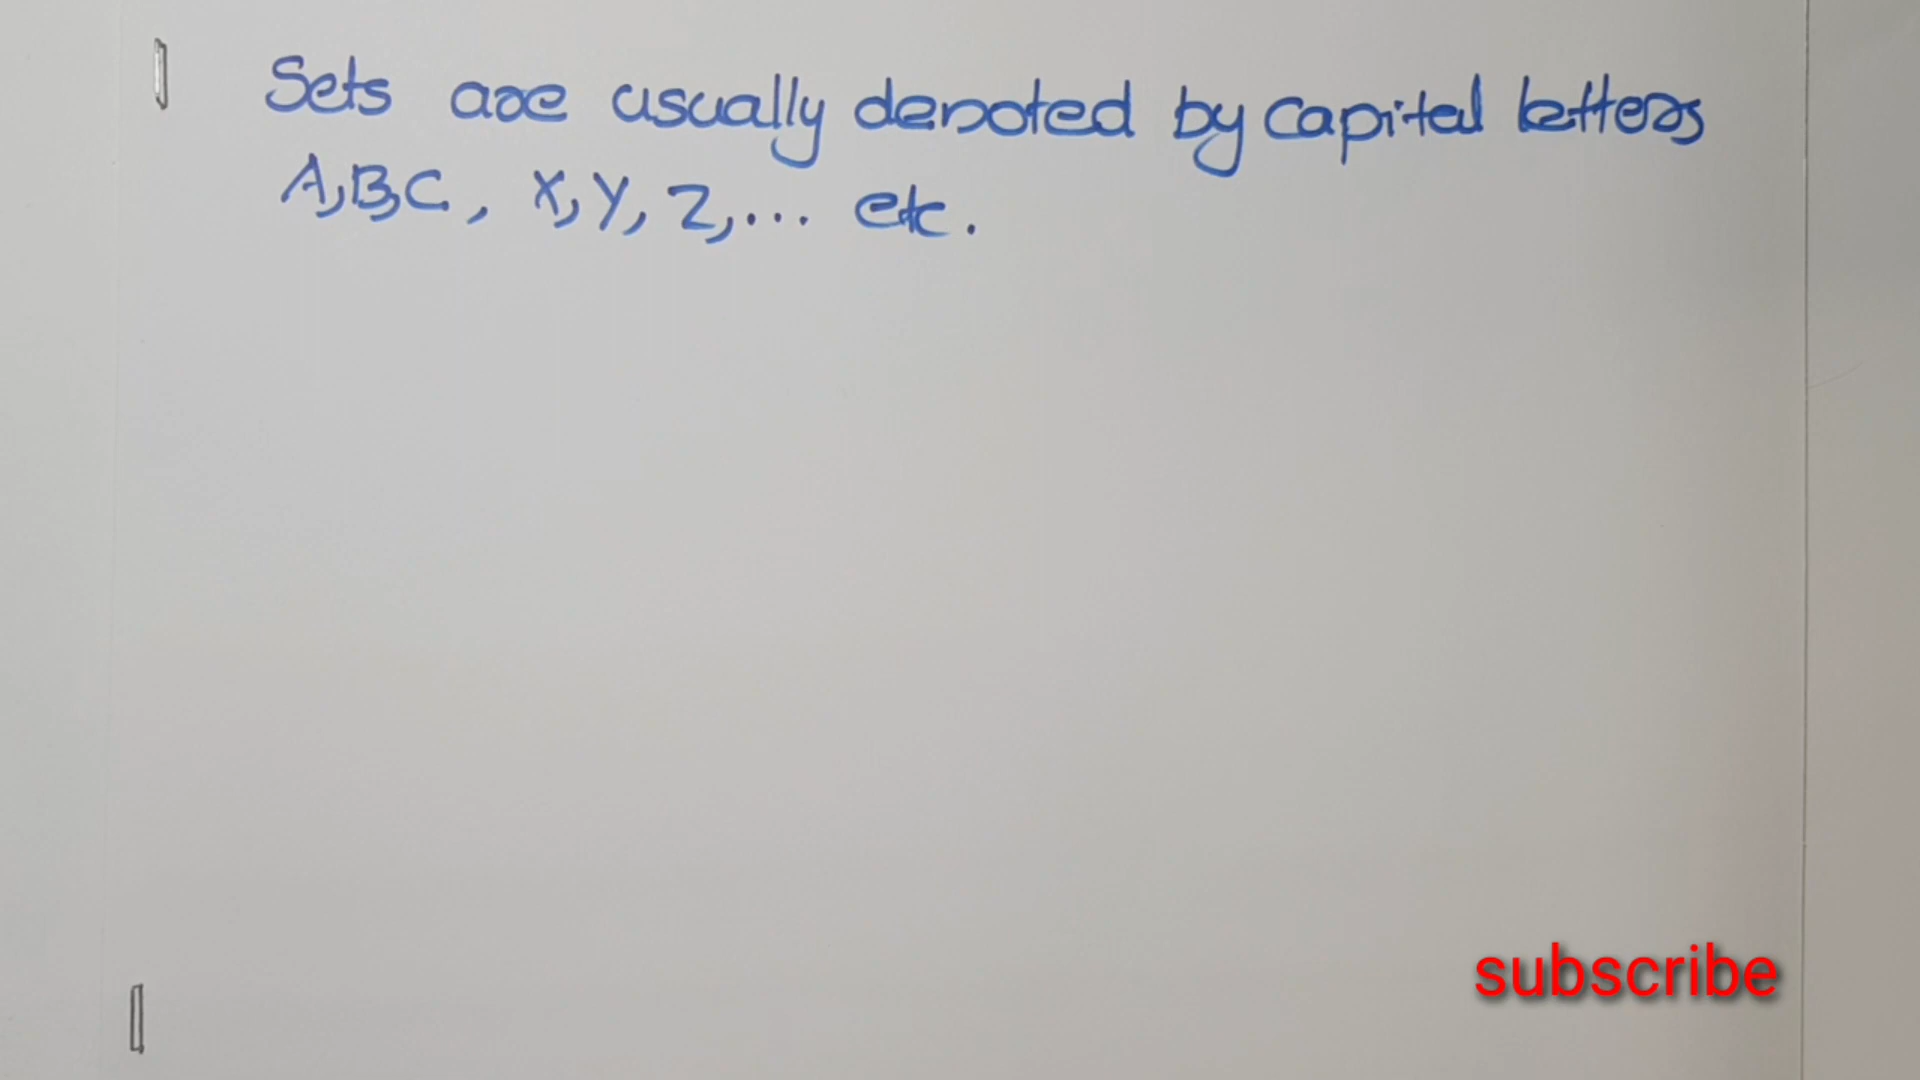 Sets are usually denoted by capital letters
A,B,C, X,Y, Z,... etc.
subscribe